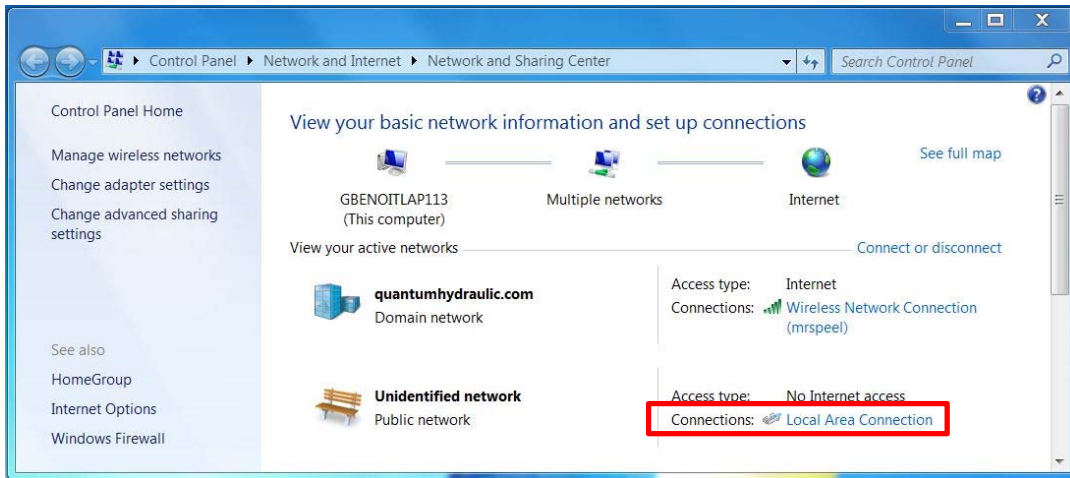 Control Panel Network and Internet Network and Sharing Center Search Control Panel
Control Panel Home
Manage wireless networks
Change adapter settings
Change advanced sharing
settings
See also
HomeGroup
Internet Options
Windows Firewall
View your basic network information and set up connections
See full map
GBENOITLAP113
(This computer)
Multiple networks
Internet
View your active networks
Connect or disconnect
quantumhydraulic.com
Domain network
Access type: Internet
Connections: Wireless Network Connection
(mrspeel)
Unidentified network
Public network
Access type: No Internet access
Connections: Local Area Connection